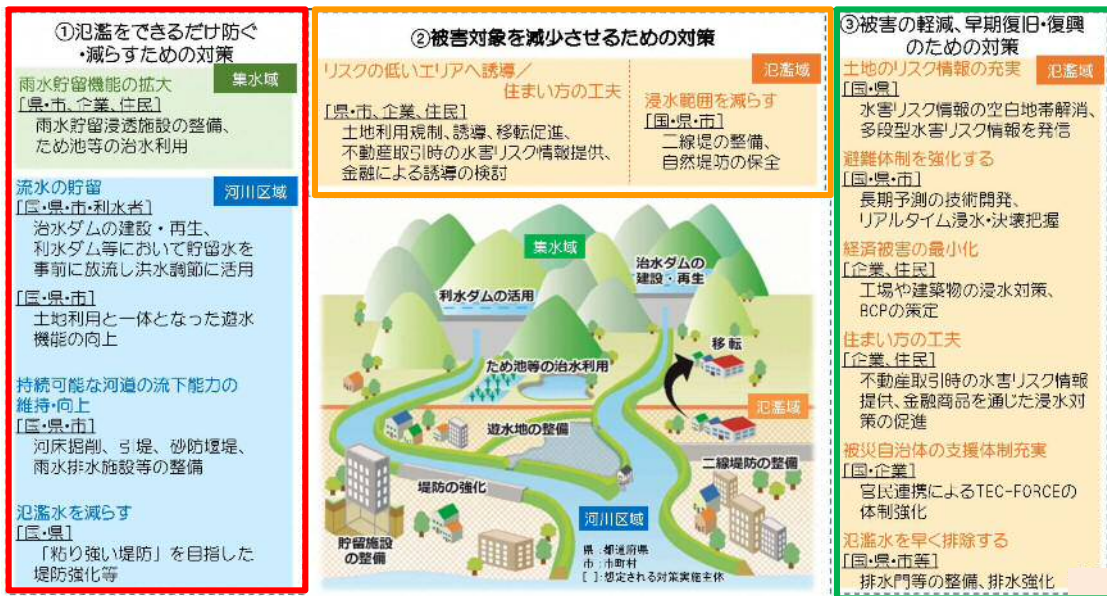 ①氾濫をできるだけ防ぐ
・減らすための対策
集水域
雨水貯留機能の拡大
[県・市、企業、住民]
雨水貯留浸透施設の整備、
ため池等の治水利用
河川区域
流水の貯留
[国・県・市・利水者]
治水ダムの建設・再生、
利水ダム等において貯留水を
事前に放流し洪水調節に活用
[国・県・市]
土地利用と一体となった遊水
機能の向上
持続可能な河道の流下能力の
維持・向上
[国・県・市]
河床掘削、引堤、砂防堰堤、
雨水排水施設等の整備
氾濫水を減らす
[国・県]
「粘り強い堤防」を目指した
堤防強化等
②被害対象を減少させるための対策
リスクの低いエリアへ誘導/
住まい方の工夫
[県・市、企業、住民]
土地利用規制、誘導、移転促進、
不動産取引時の水害リスク情報提供、
金融による誘導の検討
氾濫域
浸水範囲を減らす
[国・県・市]
二線堤の整備、
自然堤防の保全
集水域
治水ダムの
建設・再生
利水ダムの活用
移転
ため池等の治水利用
氾濫域
遊水地の整備
二線堤防の整備
堤防の強化
河川区域
貯留施設
の整備
県:都道府県
市:市町村
[ ]:想定される対策実施主体
③被害の軽減、早期復旧・復興
のための対策
土地のリスク情報の充実
氾濫域
[国・県]
水害リスク情報の空白地帯解消、
多段型水害リスク情報を発信
避難体制を強化する
[国・県・市]
長期予測の技術開発、
リアルタイム浸水・決壊把握
経済被害の最小化
[企業、住民]
工場や建築物の浸水対策、
BCPの策定
住まい方の工夫
[企業、住民]
不動産取引時の水害リスク情報
提供、金融商品を通じた浸水対
策の促進
被災自治体の支援体制充実
[国・企業]
官民連携によるTEC-FORCEの
体制強化
氾濫水を早く排除する
[国・県・市等]
排水門等の整備、排水強化